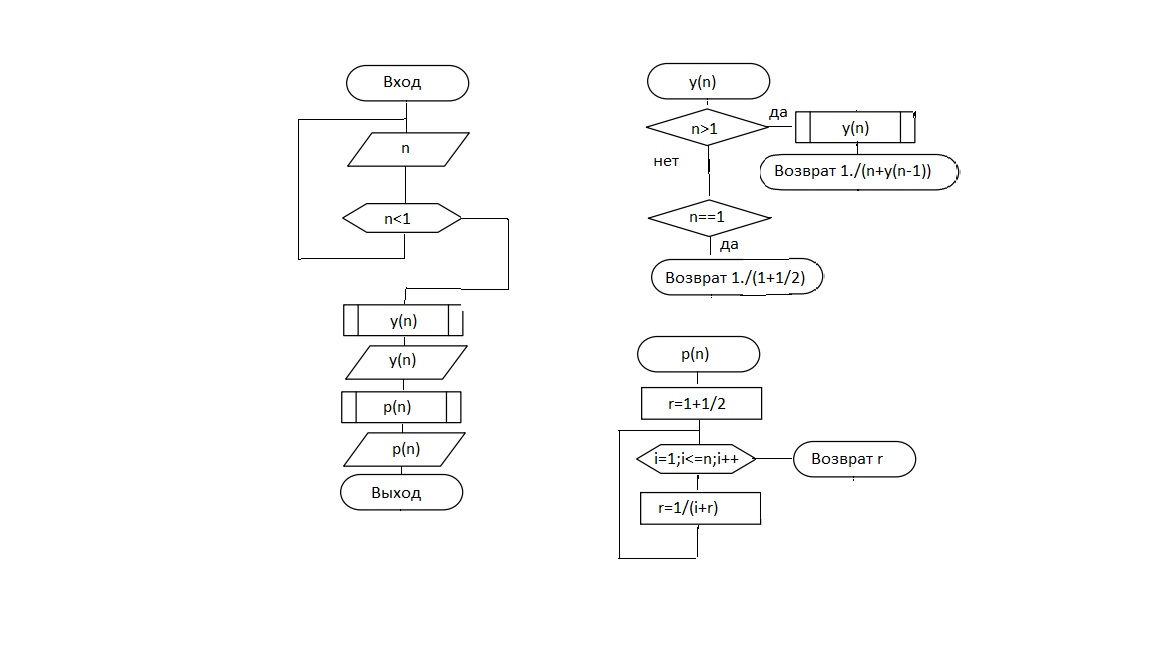 Вход
n
n<1
y(n)
y(n)
p(n)
p(n)
Выход
y(n)
n>1
да
y(n)
Возврат 1./(n+y(n-1))
нет
n==1
да
Возврат 1./(1+1/2)
p(n)
r=1+1/2
i=1;i<=n;i++
Возврат r
r=1/(i+r)